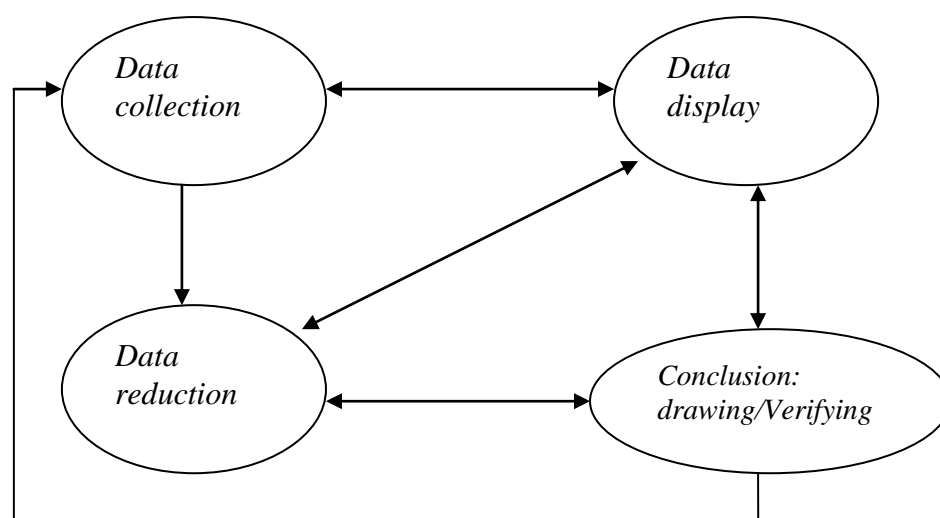 Data
collection
Data
display
Data
reduction
Conclusion:
drawing/Verifying